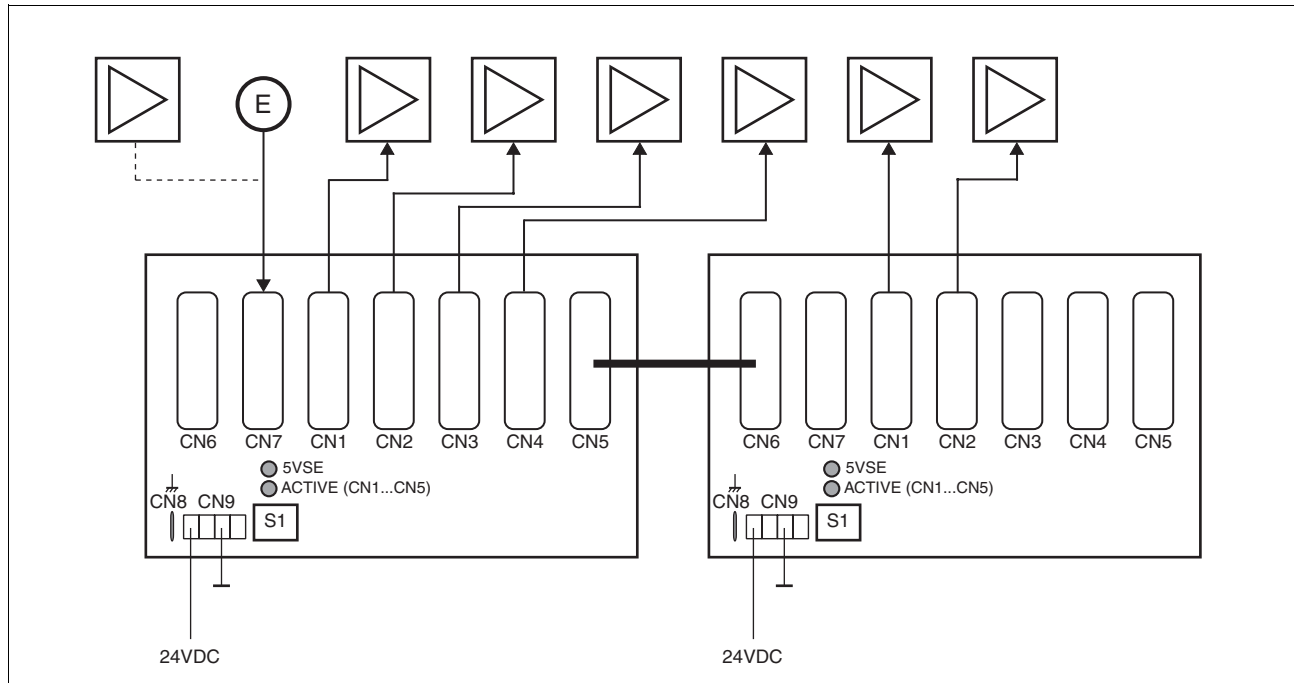 E
CN6 CN7 CN1 CN2 CN3 CN4 CN5
CN6 CN7 CN1 CN2 CN3 CN4 CN5
5VSE
5VSE
ACTIVE (CN1...CN5)
ACTIVE (CN1...CN5)
CN8 CN9
CN8 CN9
S1
S1
24VDC
24VDC